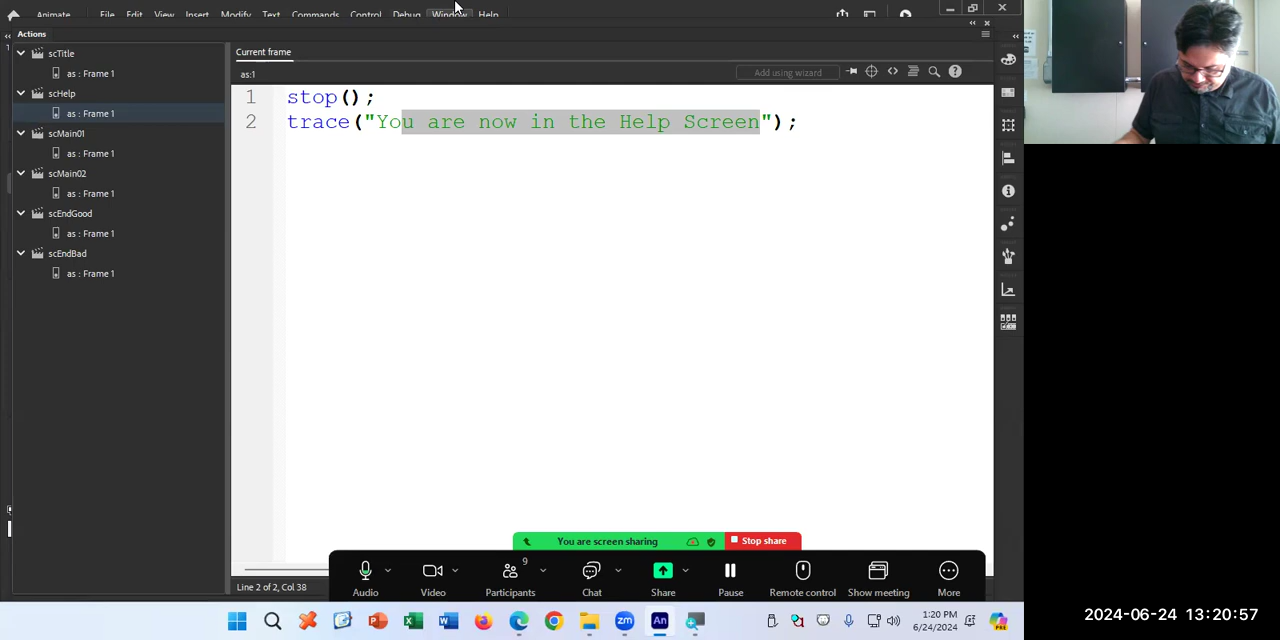 Animate File Edit View Insert Modify Text Commands Control Debug Window Help
Actions
scTitle
as : Frame 1
scHelp
as : Frame 1
scMain01
as : Frame 1
scMain02
as : Frame 1
scEndGood
as : Frame 1
scEndBad
as : Frame 1
Current frame
as:1
Add using wizard
1 stop();
2 trace("You are now in the Help Screen");
You are screen sharing
Stop share
9
Audio Video Participants Chat Share Pause Remote control Show meeting More
Line 2 of 2, Col 38
1:20 PM
6/24/2024
2024-06-24 13:20:57